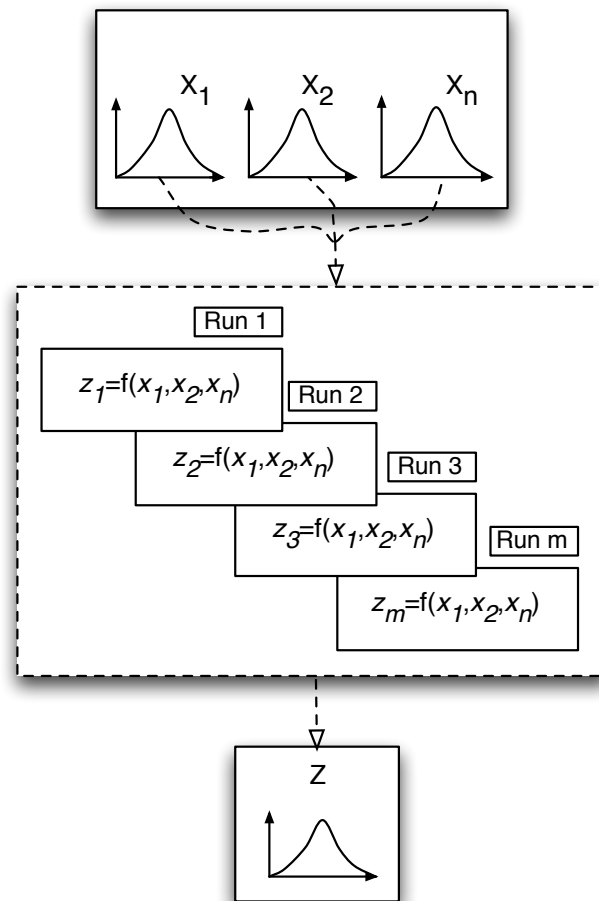 X₁ X₂ Xₙ
Run 1
z₁=f(x₁,x₂,xₙ)
Run 2
z₂=f(x₁,x₂,xₙ)
Run 3
z₃=f(x₁,x₂,xₙ)
Run m
zₘ=f(x₁,x₂,xₙ)
Z